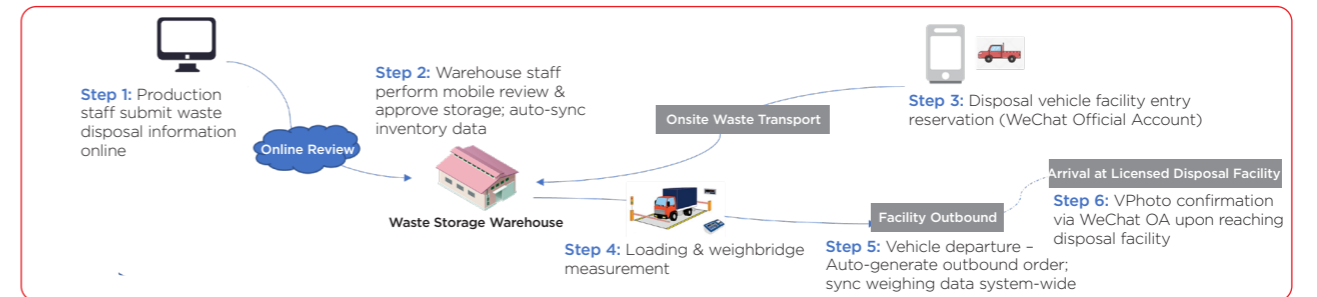 Step 1: Production
staff submit waste
disposal information
online
Online Review
Step 2: Warehouse staff
perform mobile review &
approve storage; auto-sync
inventory data
Waste Storage Warehouse
Onsite Waste Transport
Step 3: Disposal vehicle facility entry
reservation (WeChat Official Account)
Step 4: Loading & weighbridge
measurement
Facility Outbound
Step 5: Vehicle departure –
Auto-generate outbound order;
sync weighing data system-wide
Arrival at Licensed Disposal Facility
Step 6: VPhoto confirmation
via WeChat OA upon reaching
disposal facility